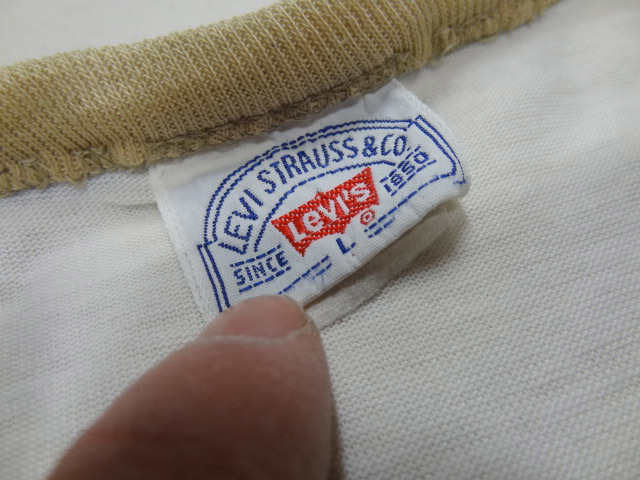 LEVI STRAUSS & CO.
Levi's ®
SINCE 1850
L